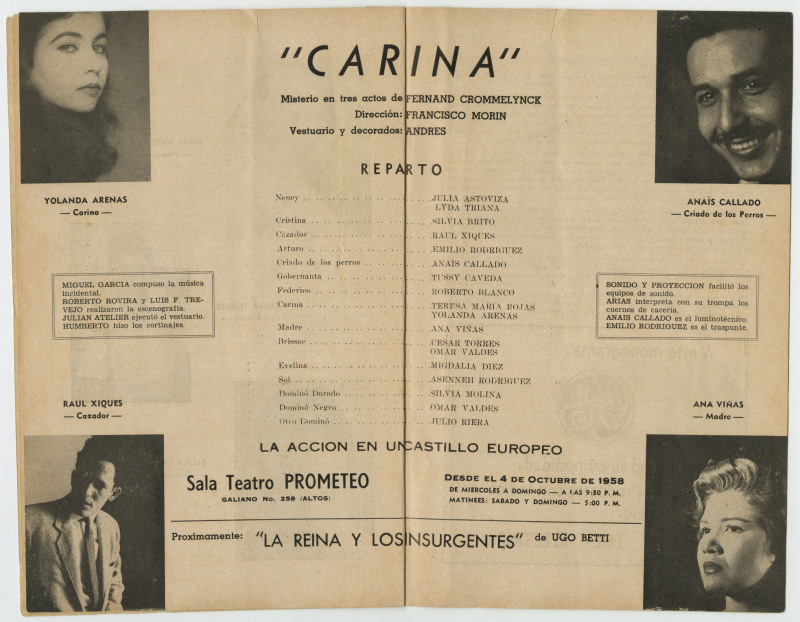 "CARINA"
Misterio en tres actos de FERNAND CROMMELYNCK
Dirección: FRANCISCO MORIN
Vestuario y decorados: ANDRES
REPARTO
YOLANDA ARENAS
— Carina —
ANAIS CALLADO
— Criado de los Perros —
Nency JULIA ASTOVIZA
LYDA TRIANA
Cristina SILVIA BRITO
Cazador RAUL XIQUES
Arturo EMILIO RODRIGUEZ
Criado de los perros ANAIS CALLADO
Gobernanta TUSSY CAVEDA
Federico ROBERTO BLANCO
Carina TERESA MARIA ROJAS
YOLANDA ARENAS
Madre ANA VIÑAS
Brissac CESAR TORRES
OMAR VALDES
Evelina MIGDALIA DIEZ
Sol ASENNEH RODRIGUEZ
Dominó Dorado SILVIA MOLINA
Dominó Negro OMAR VALDES
Otro Dominó JULIO RIERA
MIGUEL GARCIA compuso la música
incidental.
ROBERTO ROVIRA y LUIS F. TRE-
VEJO realizaron la escenografía.
JULIAN ATELIER ejecutó el vestuario.
HUMBERTO hizo los cortinajes.
SONIDO Y PROYECCION facilitó los
equipos de sonido.
ARIAS interpreta con su trompa los
cuernos de cacería.
ANAIS CALLADO es el luminotécnico.
EMILIO RODRIGUEZ es el traspunte.
RAUL XIQUES
— Cazador —
ANA VIÑAS
— Madre —
LA ACCION EN UN CASTILLO EUROPEO
Sala Teatro PROMETEO
GALIANO No. 258 (ALTOS)
DESDE EL 4 DE OCTUBRE DE 1958
DE MIERCOLES A DOMINGO — A LAS 9:30 P. M.
MATINEES: SABADO Y DOMINGO — 5:00 P. M.
Proximamente: "LA REINA Y LOS INSURGENTES" de UGO BETTI